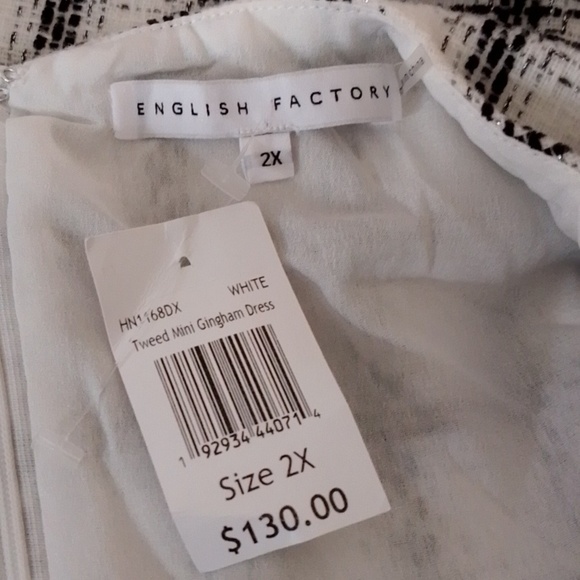 ENGLISH FACTORY
2X
HN1168DX WHITE
Tweed Mini Gingham Dress
1 92934 44071 4
Size 2X
$130.00